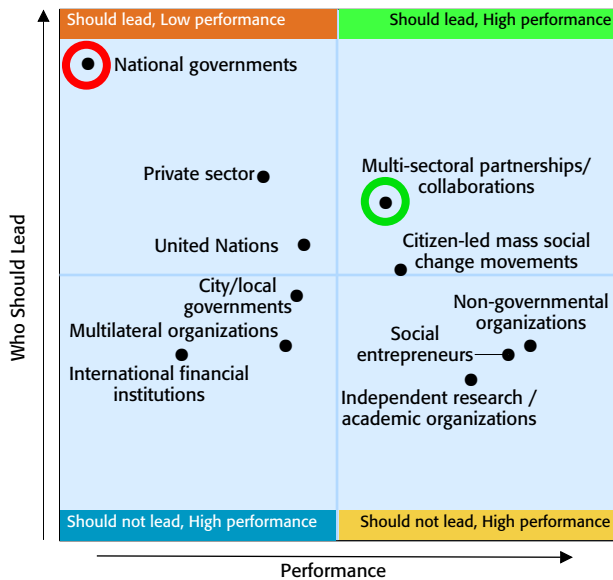 Should lead, Low performance
Should lead, High performance
National governments
Private sector
Multi-sectoral partnerships/
collaborations
United Nations
Citizen-led mass social
change movements
City/local
governments
Non-governmental
organizations
Multilateral organizations
Social
entrepreneurs
International financial
institutions
Independent research /
academic organizations
Should not lead, High performance
Should not lead, High performance
Who Should Lead
Performance